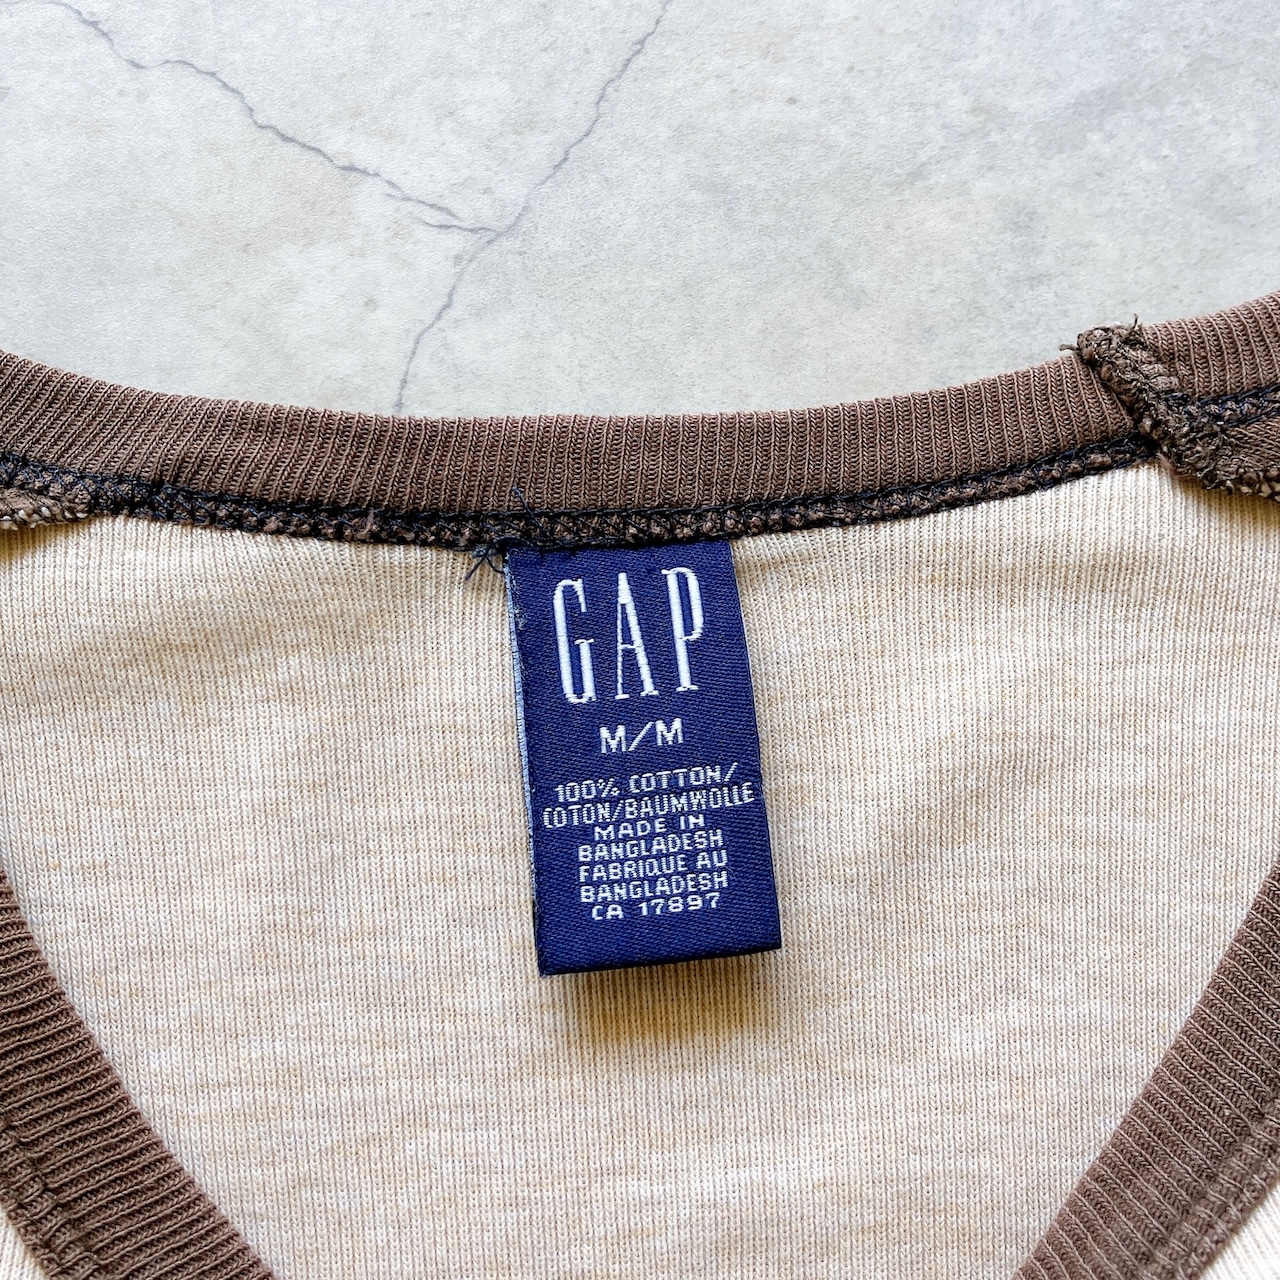 GAP
M/M
100% COTTON/
COTON/BAUMWOLLE
MADE IN
BANGLADESH
FABRIQUE AU
BANGLADESH
CA 17897